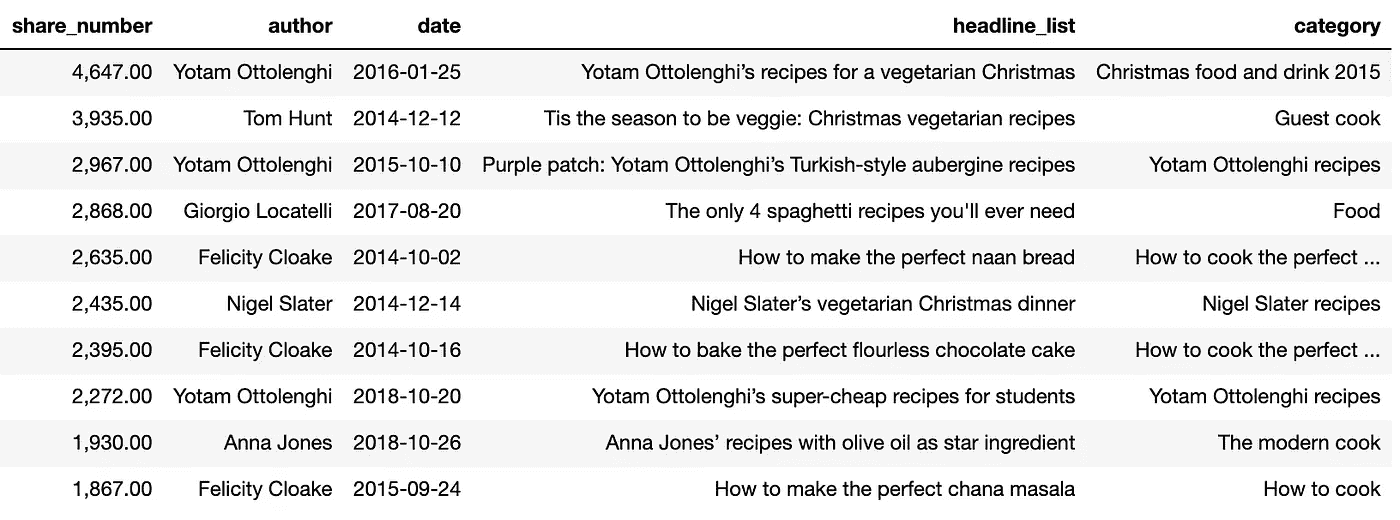 share_number author date headline_list category
4,647.00 Yotam Ottolenghi 2016-01-25 Yotam Ottolenghi’s recipes for a vegetarian Christmas Christmas food and drink 2015
3,935.00 Tom Hunt 2014-12-12 Tis the season to be veggie: Christmas vegetarian recipes Guest cook
2,967.00 Yotam Ottolenghi 2015-10-10 Purple patch: Yotam Ottolenghi’s Turkish-style aubergine recipes Yotam Ottolenghi recipes
2,868.00 Giorgio Locatelli 2017-08-20 The only 4 spaghetti recipes you'll ever need Food
2,635.00 Felicity Cloake 2014-10-02 How to make the perfect naan bread How to cook the perfect ...
2,435.00 Nigel Slater 2014-12-14 Nigel Slater’s vegetarian Christmas dinner Nigel Slater recipes
2,395.00 Felicity Cloake 2014-10-16 How to bake the perfect flourless chocolate cake How to cook the perfect ...
2,272.00 Yotam Ottolenghi 2018-10-20 Yotam Ottolenghi’s super-cheap recipes for students Yotam Ottolenghi recipes
1,930.00 Anna Jones 2018-10-26 Anna Jones’ recipes with olive oil as star ingredient The modern cook
1,867.00 Felicity Cloake 2015-09-24 How to make the perfect chana masala How to cook